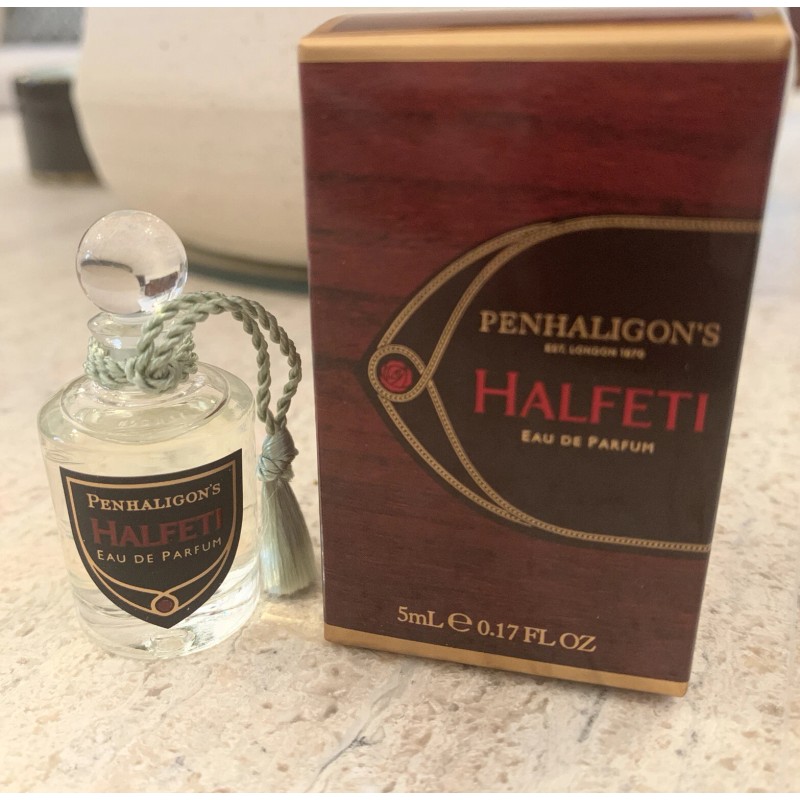 PENHALIGON'S
HALFETI
EAU DE PARFUM
PENHALIGON'S
EST. LONDON 1870
HALFETI
EAU DE PARFUM
5mL ℮ 0.17 FL OZ